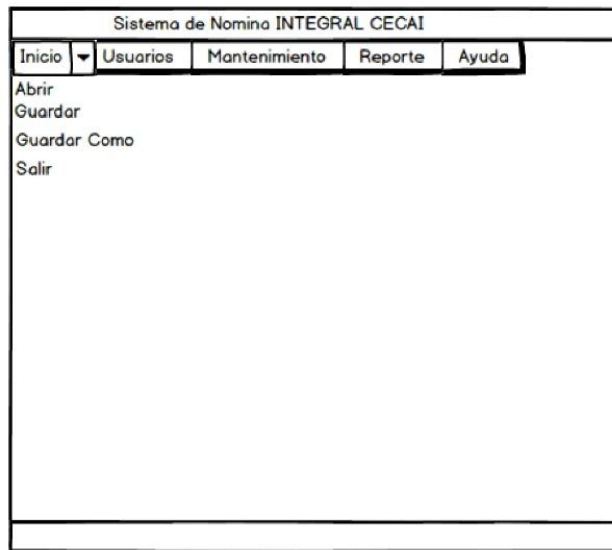 Sistema de Nomina INTEGRAL CECAI
Inicio Usuarios Mantenimiento Reporte Ayuda
Abrir
Guardar
Guardar Como
Salir